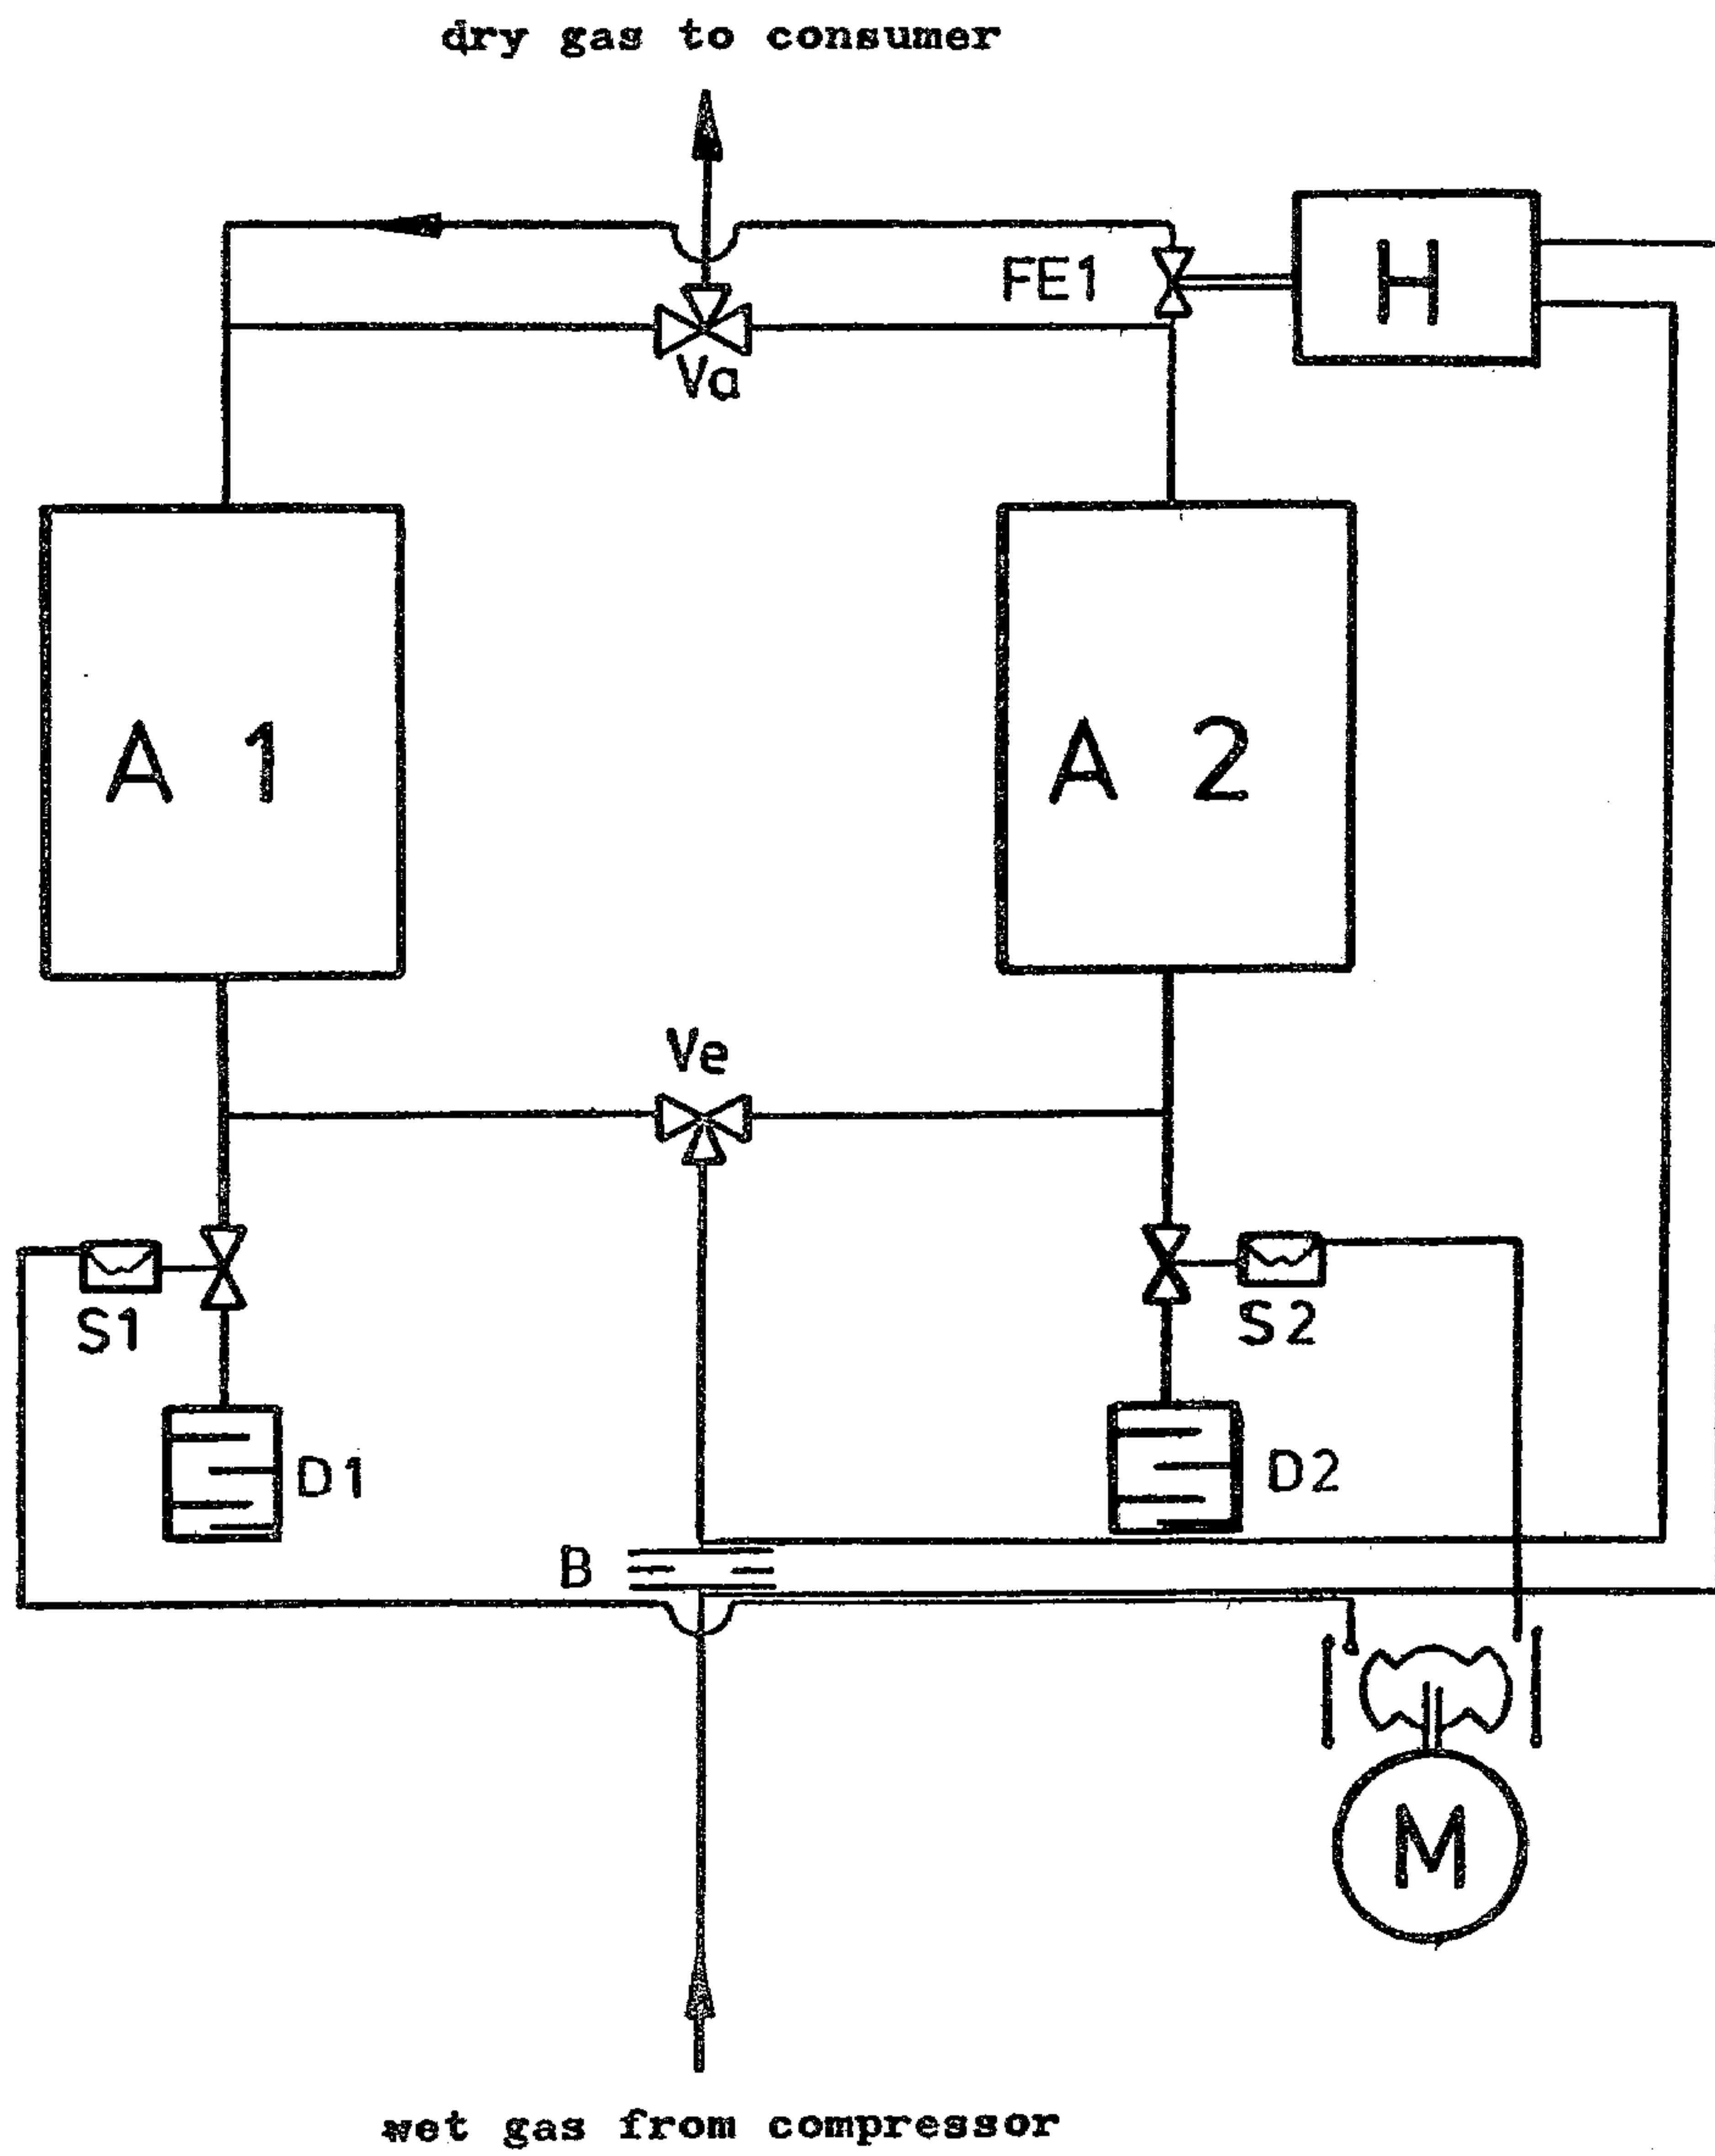 dry gas to consumer
FE1
H
Va
A 1
A 2
Ve
S1
S2
D1
D2
B
M
wet gas from compressor